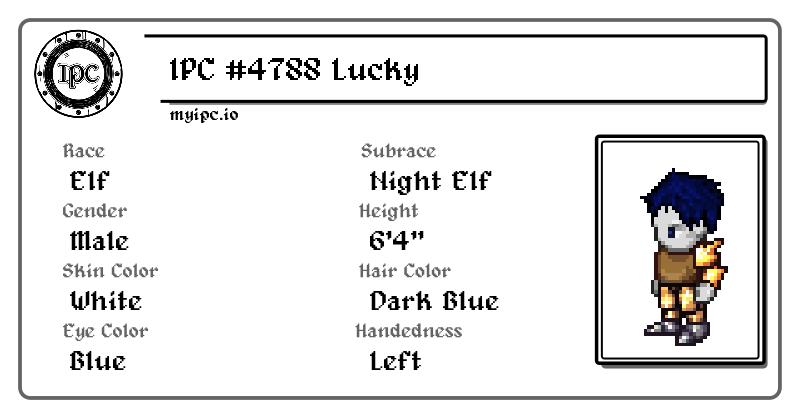 IPC
IPC #4788 Lucky
myipc.io
Race
Elf
Subrace
Night Elf
Gender
Male
Height
6'4"
Skin Color
White
Hair Color
Dark Blue
Eye Color
Blue
Handedness
Left